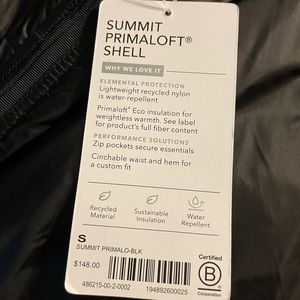 SUMMIT
PRIMALOFT®
SHELL
WHY WE LOVE IT
ELEMENTAL PROTECTION
Lightweight recycled nylon
is water-repellent
Primaloft® Eco insulation for
weightless warmth. See label
for product's full fiber content
PERFORMANCE SOLUTIONS
Zip pockets secure essentials
Cinchable waist and hem for
a custom fit
Recycled
Material
Sustainable
Insulation
Water
Repellent
S
SUMMIT PRIMALO-BLK
$148.00
486215-00-2-0002
194892600025
Certified
B
Corporation